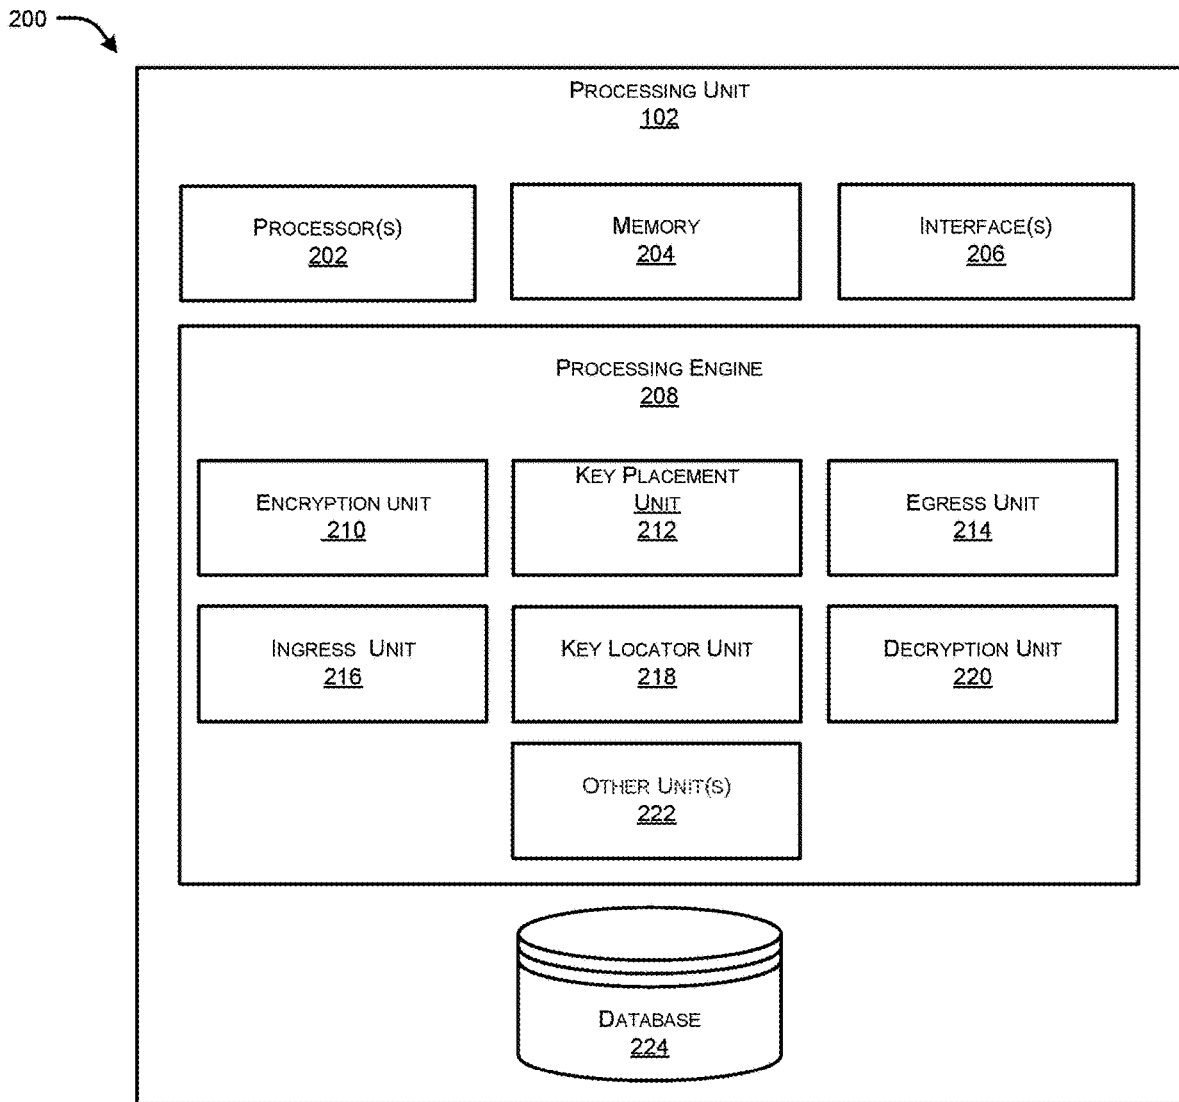 200
PROCESSING UNIT
102
PROCESSOR(S)
202
MEMORY
204
INTERFACE(S)
206
PROCESSING ENGINE
208
ENCRYPTION UNIT
210
KEY PLACEMENT
UNIT
212
EGRESS UNIT
214
INGRESS UNIT
216
KEY LOCATOR UNIT
218
DECRYPTION UNIT
220
OTHER UNIT(S)
222
DATABASE
224